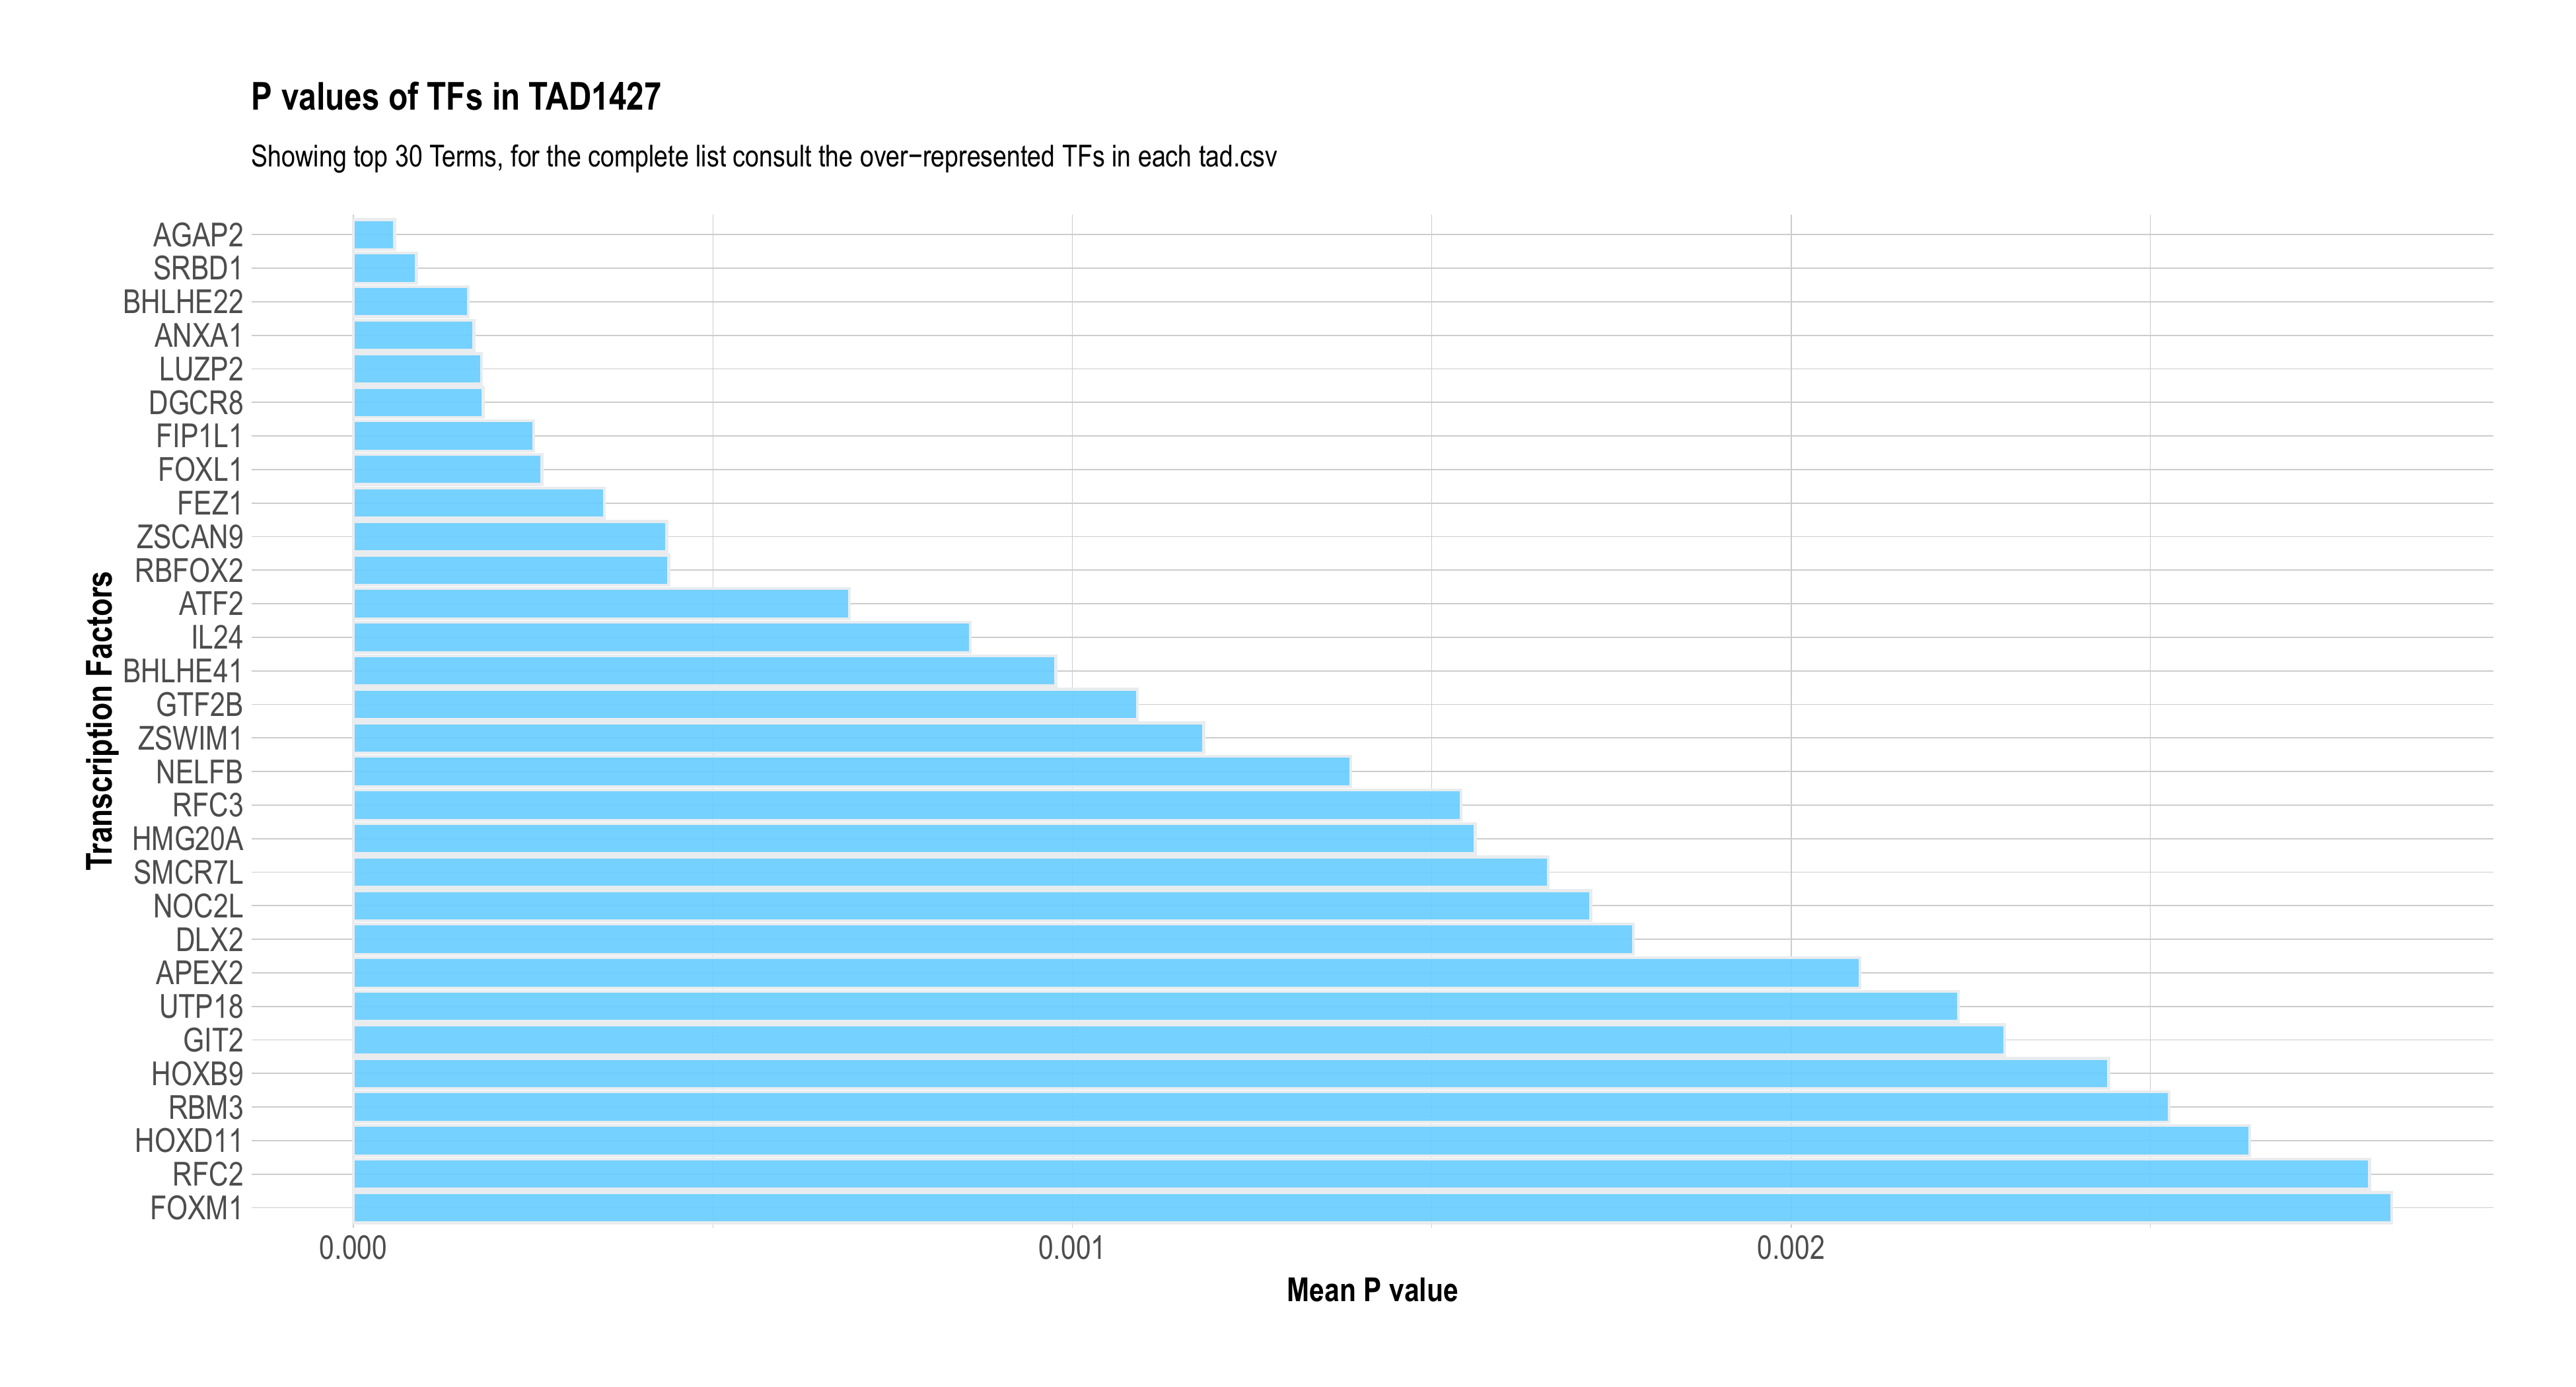 P values of TFs in TAD1427
Showing top 30 Terms, for the complete list consult the over−represented TFs in each tad.csv
Transcription Factors
AGAP2
SRBD1
BHLHE22
ANXA1
LUZP2
DGCR8
FIP1L1
FOXL1
FEZ1
ZSCAN9
RBFOX2
ATF2
IL24
BHLHE41
GTF2B
ZSWIM1
NELFB
RFC3
HMG20A
SMCR7L
NOC2L
DLX2
APEX2
UTP18
GIT2
HOXB9
RBM3
HOXD11
RFC2
FOXM1
0.000 0.001 0.002
Mean P value